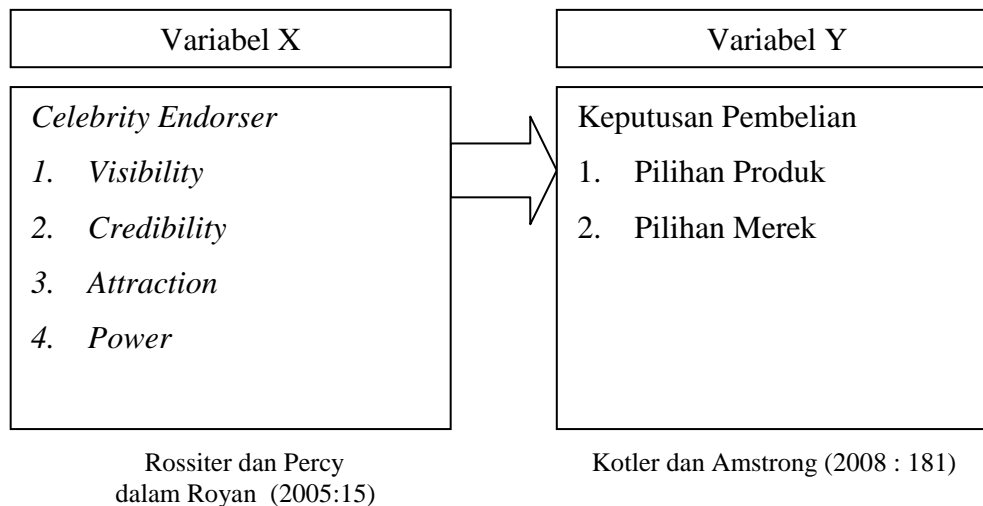 Variabel X
Celebrity Endorser
1. Visibility
2. Credibility
3. Attraction
4. Power
Rossiter dan Percy
dalam Royan (2005:15)
Variabel Y
Keputusan Pembelian
1. Pilihan Produk
2. Pilihan Merek
Kotler dan Amstrong (2008 : 181)